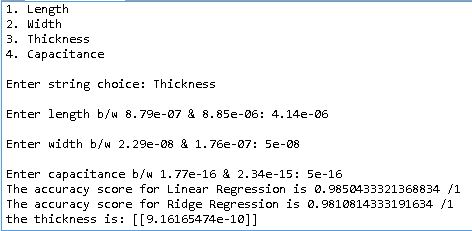 1. Length
2. Width
3. Thickness
4. Capacitance
Enter string choice: Thickness
Enter length b/w 8.79e-07 & 8.85e-06: 4.14e-06
Enter width b/w 2.29e-08 & 1.76e-07: 5e-08
Enter capacitance b/w 1.77e-16 & 2.34e-15: 5e-16
The accuracy score for Linear Regression is 0.9850433321368834 /1
The accuracy score for Ridge Regression is 0.9810814333191634 /1
the thickness is: [[9.16165474e-10]]